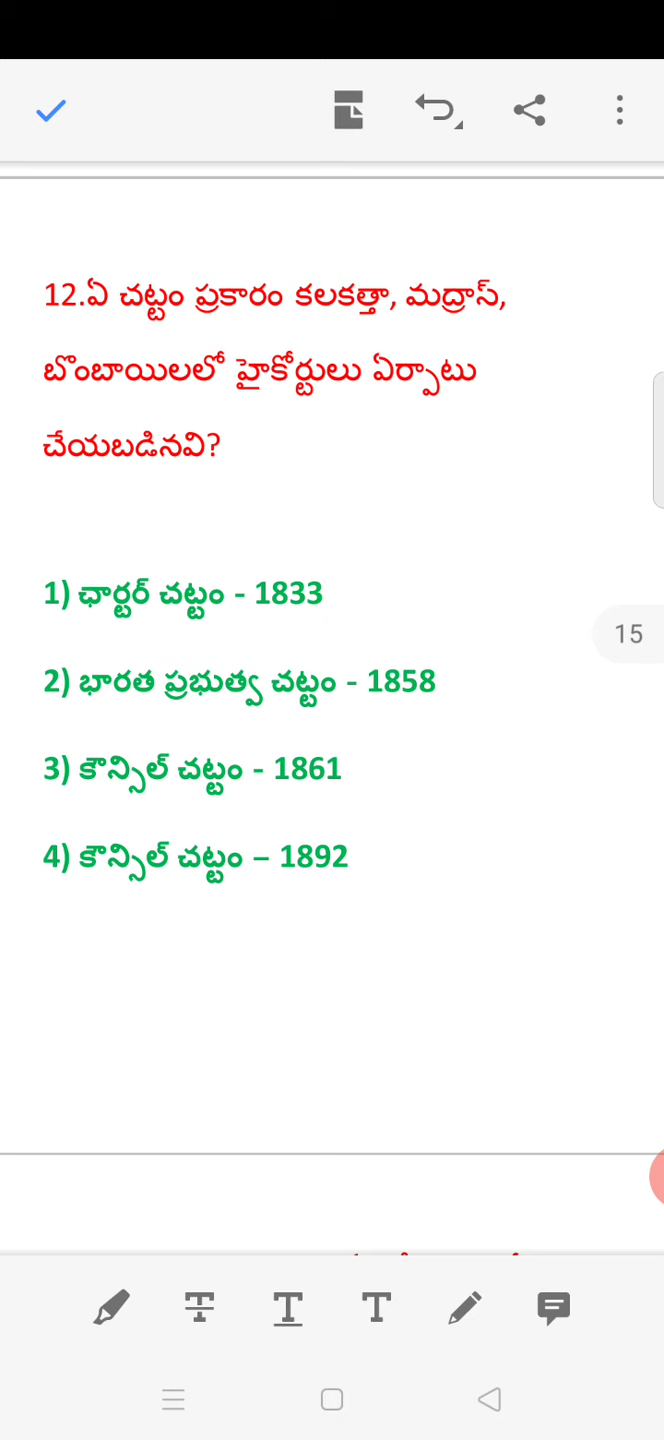 12.ఏ చట్టం ప్రకారం కలకత్తా, మద్రాస్,
బొంబాయిలలో హైకోర్టులు ఏర్పాటు
చేయబడినవి?
1) ఛార్టర్ చట్టం - 1833
15
2) భారత ప్రభుత్వ చట్టం - 1858
3) కౌన్సిల్ చట్టం - 1861
4) కౌన్సిల్ చట్టం – 1892